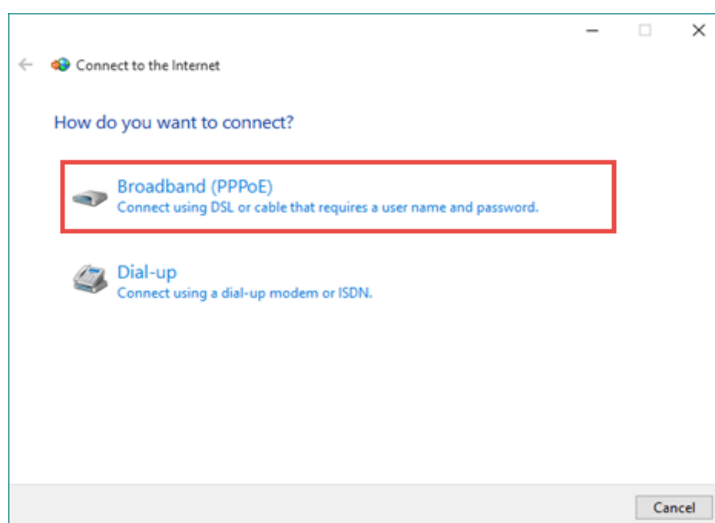 Connect to the Internet
How do you want to connect?
Broadband (PPPoE)
Connect using DSL or cable that requires a user name and password.
Dial-up
Connect using a dial-up modem or ISDN.
Cancel